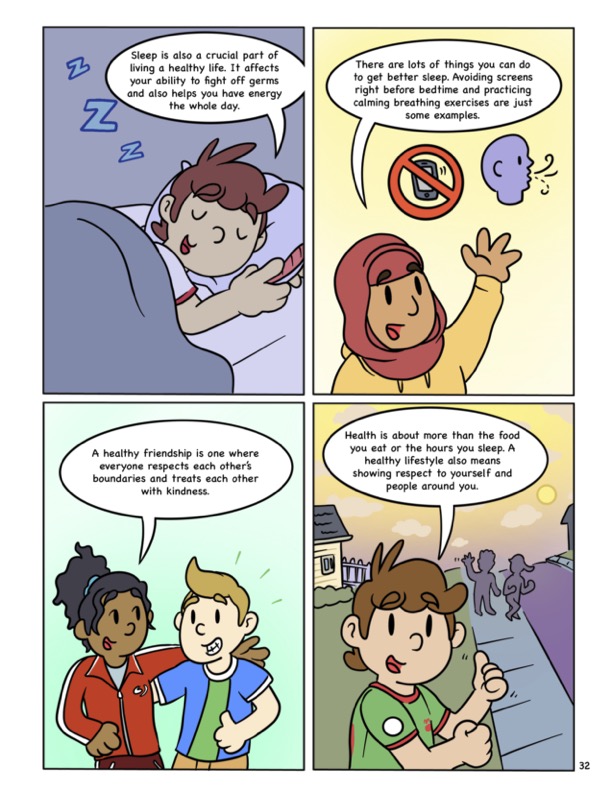 Sleep is also a crucial part of
living a healthy life. It affects
your ability to fight off germs
and also helps you have energy
the whole day.
Z
Z
Z
There are lots of things you can do
to get better sleep. Avoiding screens
right before bedtime and practicing
calming breathing exercises are just
some examples.
A healthy friendship is one where
everyone respects each other's
boundaries and treats each other
with kindness.
Health is about more than the food
you eat or the hours you sleep. A
healthy lifestyle also means
showing respect to yourself and
people around you.
32